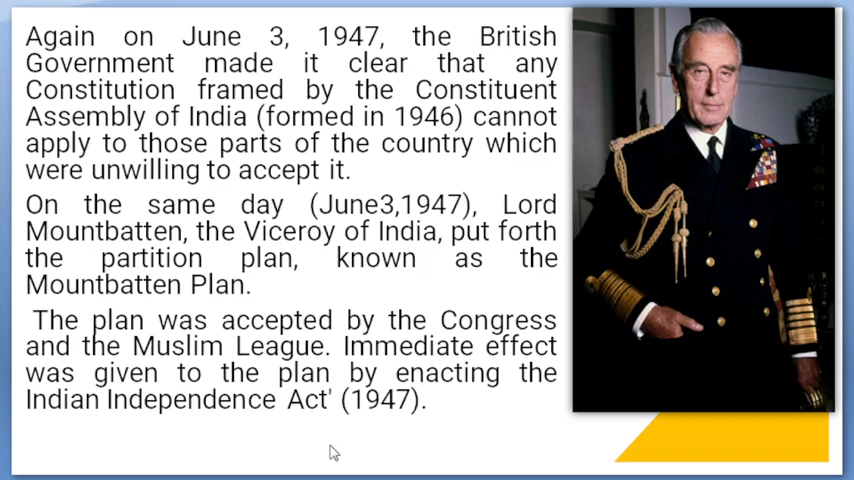 Again on June 3, 1947, the British
Government made it clear that any
Constitution framed by the Constituent
Assembly of India (formed in 1946) cannot
apply to those parts of the country which
were unwilling to accept it.
On the same day (June3,1947), Lord
Mountbatten, the Viceroy of India, put forth
the partition plan, known as the
Mountbatten Plan.
The plan was accepted by the Congress
and the Muslim League. Immediate effect
was given to the plan by enacting the
Indian Independence Act' (1947).